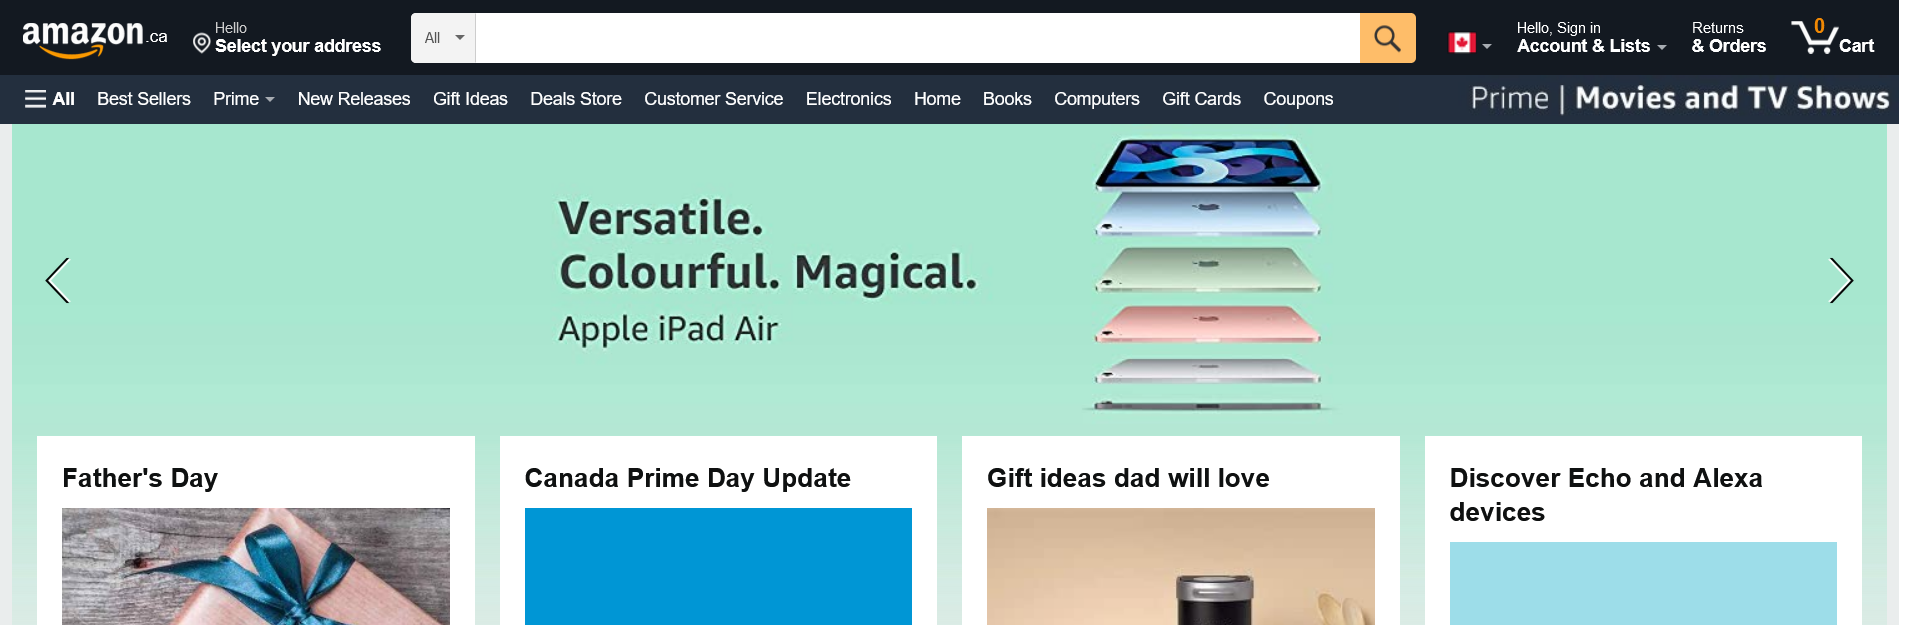 amazon.ca
Hello
Select your address
All
Hello, Sign in
Account & Lists
Returns
& Orders
0
Cart
All
Best Sellers
Prime
New Releases
Gift Ideas
Deals Store
Customer Service
Electronics
Home
Books
Computers
Gift Cards
Coupons
Prime | Movies and TV Shows
Versatile.
Colourful. Magical.
Apple iPad Air
Father's Day
Canada Prime Day Update
Gift ideas dad will love
Discover Echo and Alexa
devices